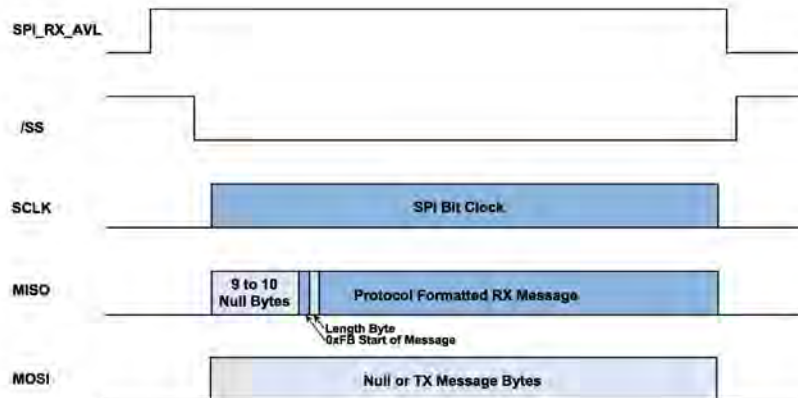 SPI_RX_AVL
/SS
SCLK
SPI Bit Clock
MISO
9 to 10
Null Bytes
Protocol Formatted RX Message
Length Byte
0xFB Start of Message
MOSI
Null or TX Message Bytes